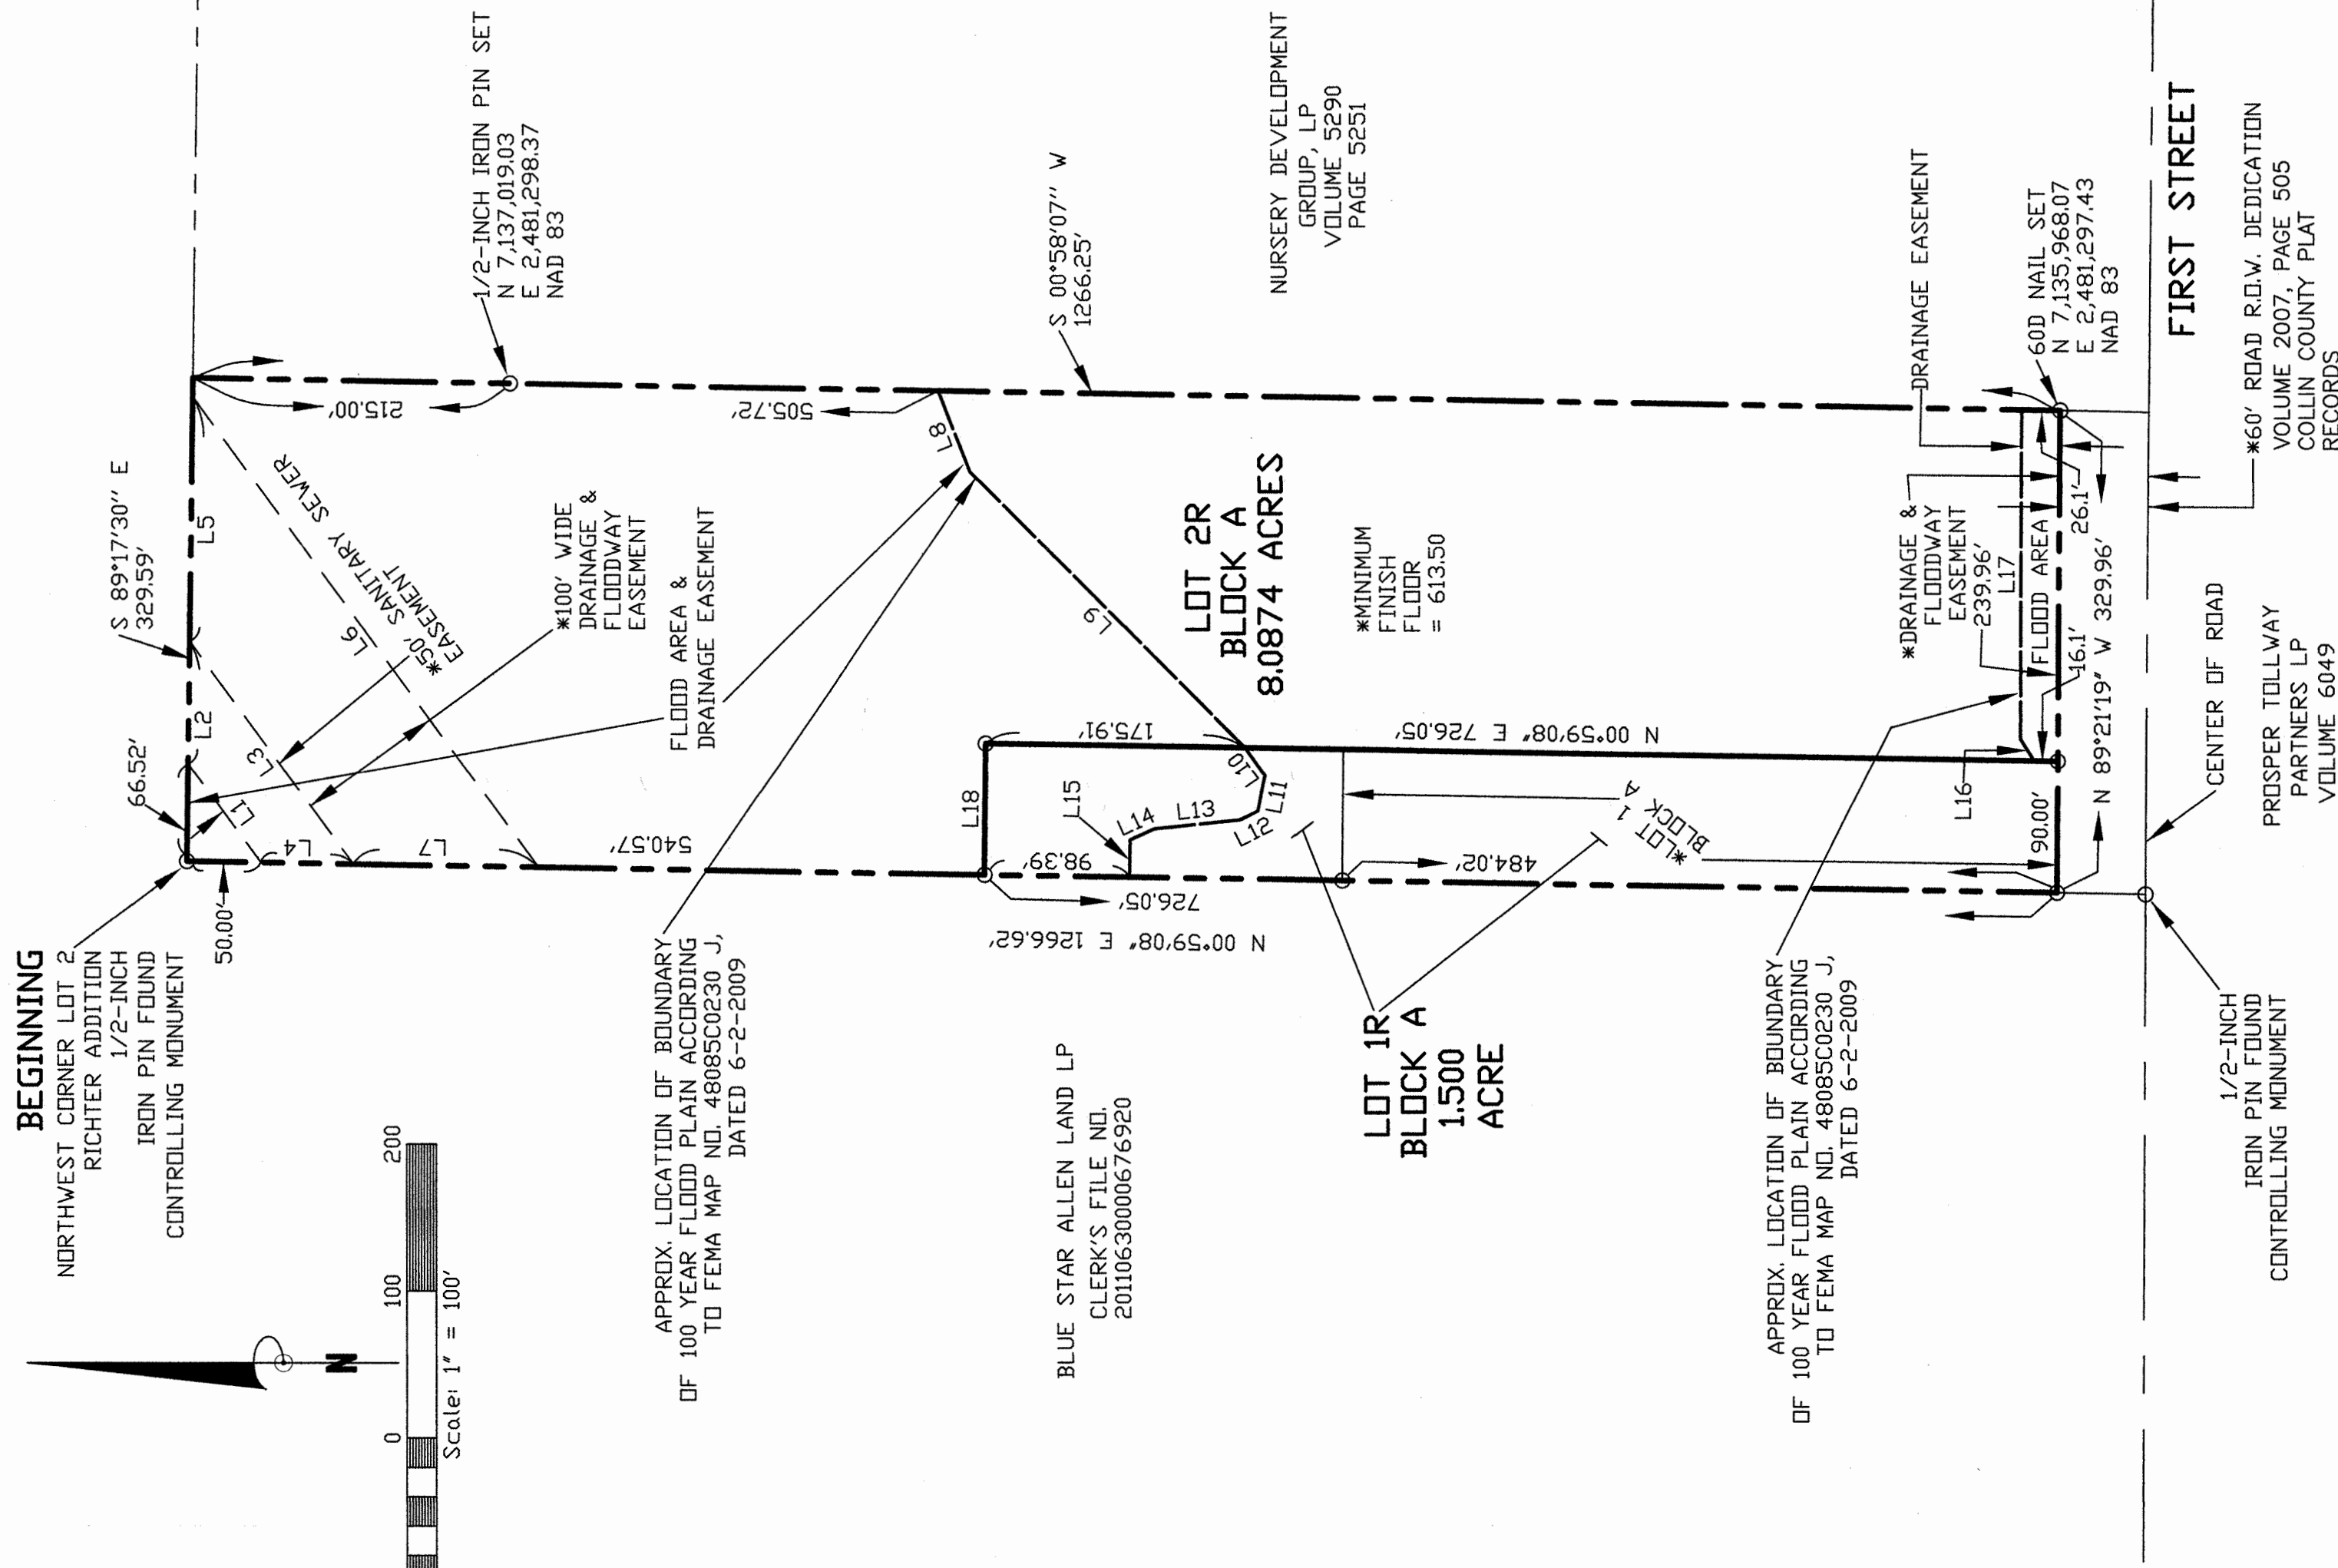 BEGINNING
NORTHWEST CORNER LOT 2
RICHTER ADDITION
1/2-INCH
IRON PIN FOUND
CONTROLLING MONUMENT
50.00'
66.52'
S 89°17'30" E
329.59'
L1
L2
L3
L4
L5
L6
L7
*50' SANITARY SEWER
EASEMENT
215.00'
1/2-INCH IRON PIN SET
N 7,137,019.03
E 2,481,298.37
NAD 83
*100' WIDE
DRAINAGE &
FLOODWAY
EASEMENT
FLOOD AREA &
DRAINAGE EASEMENT
540.57'
505.72'
L8
L9
N
200
100
0
Scale: 1" = 100'
APPROX. LOCATION OF BOUNDARY
OF 100 YEAR FLOOD PLAIN ACCORDING
TO FEMA MAP NO. 48085C0230 J,
DATED 6-2-2009
S 00°58'07" W
1266.25'
NURSERY DEVELOPMENT
GROUP, LP
VOLUME 5290
PAGE 5251
LOT 2R
BLOCK A
8.0874 ACRES
*MINIMUM
FINISH
FLOOR
= 613.50
L18
175.91'
98.39'
726.05'
N 00°59'08" E 1266.62'
N 00°59'08" E 726.05'
L10
L11
L12
L13
L14
L15
BLUE STAR ALLEN LAND LP
CLERK'S FILE NO.
20110630000676920
LOT 1R
BLOCK A
1.500
ACRE
*LOT 1
BLOCK A
484.02'
APPROX. LOCATION OF BOUNDARY
OF 100 YEAR FLOOD PLAIN ACCORDING
TO FEMA MAP NO. 48085C0230 J,
DATED 6-2-2009
DRAINAGE EASEMENT
*DRAINAGE &
FLOODWAY
EASEMENT
239.96'
L16
L17
FLOOD AREA
16.1'
26.1'
90.00'
N 89°21'19" W 329.96'
60D NAIL SET
N 7,135,968.07
E 2,481,297.43
NAD 83
FIRST STREET
*60' ROAD R.O.W. DEDICATION
VOLUME 2007, PAGE 505
COLLIN COUNTY PLAT
RECORDS
CENTER OF ROAD
PROSPER TOLLWAY
PARTNERS LP
VOLUME 6049
1/2-INCH
IRON PIN FOUND
CONTROLLING MONUMENT